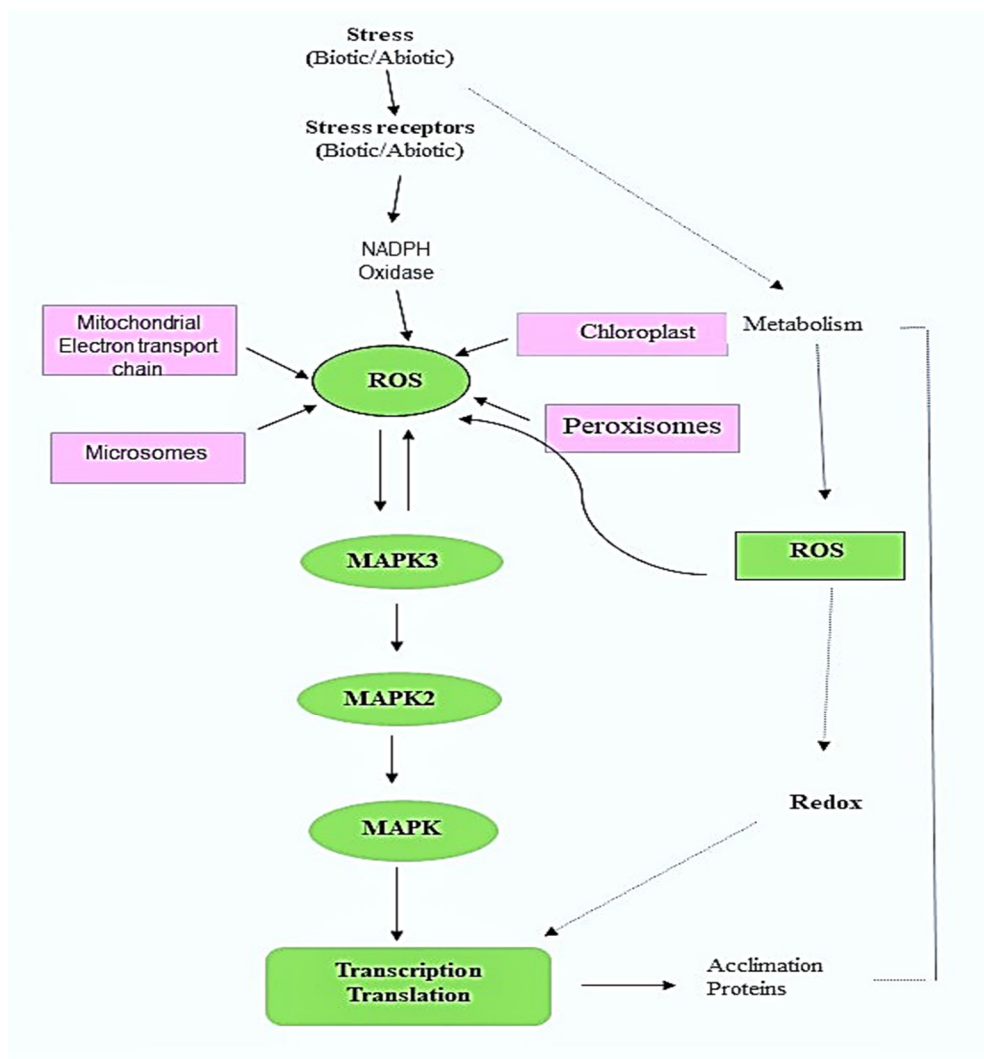 Stress
(Biotic/Abiotic)
Stress receptors
(Biotic/Abiotic)
NADPH
Oxidase
Mitochondrial
Electron transport
chain
Chloroplast
Metabolism
ROS
Peroxisomes
Microsomes
ROS
MAPK3
MAPK2
Redox
MAPK
Transcription
Translation
Acclimation
Proteins